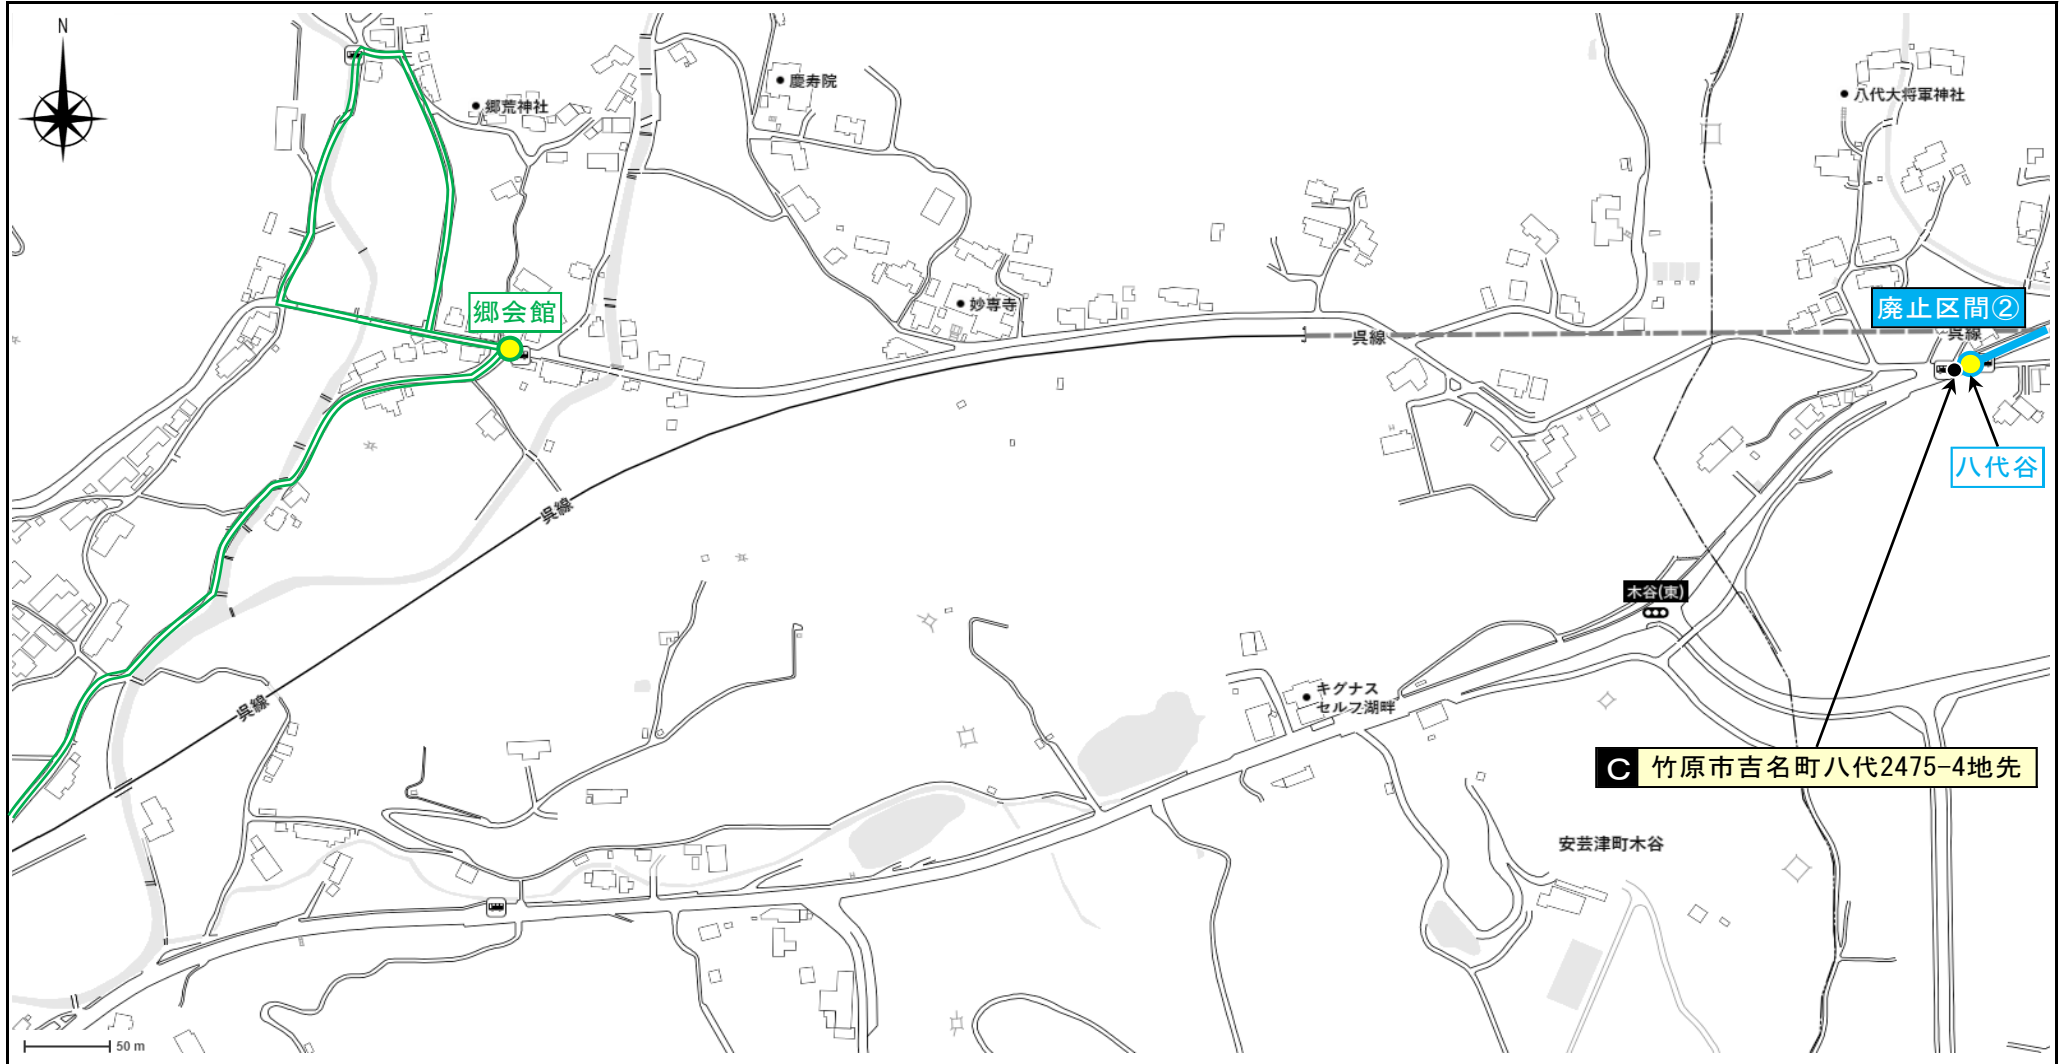 N
慶寿院
郷荒神社
八代大将軍神社
郷会館
妙専寺
廃止区間②
呉線
呉線
八代谷
呉線
木谷(東)
呉線
キグナス
セルフ湖畔
C 竹原市吉名町八代2475-4地先
安芸津町木谷
50 m